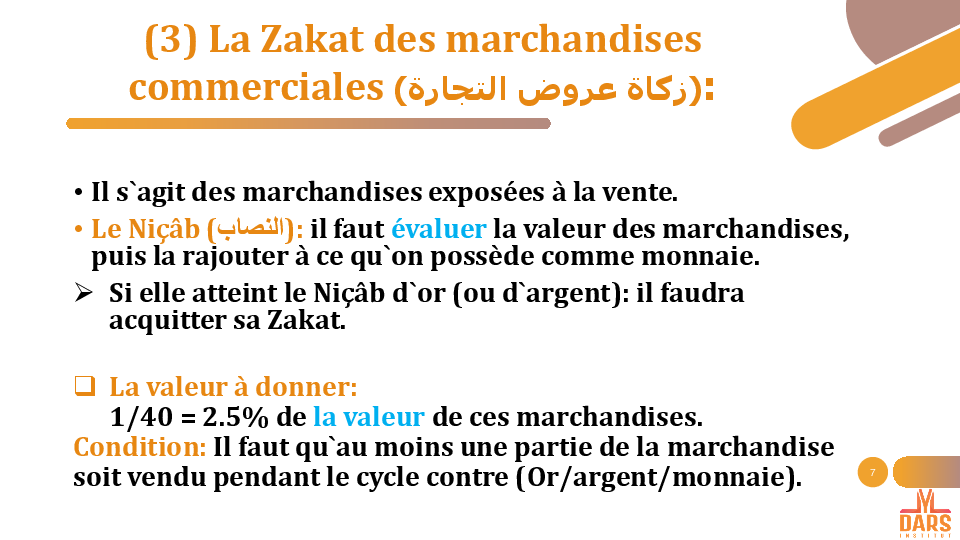 (3) La Zakat des marchandises
commerciales (زكاة عروض التجارة):
• Il s`agit des marchandises exposées à la vente.
• Le Niçâb (النصاب): il faut évaluer la valeur des marchandises,
puis la rajouter à ce qu`on possède comme monnaie.
➢ Si elle atteint le Niçâb d`or (ou d`argent): il faudra
acquitter sa Zakat.
❑ La valeur à donner:
1/40 = 2.5% de la valeur de ces marchandises.
Condition: Il faut qu`au moins une partie de la marchandise
soit vendu pendant le cycle contre (Or/argent/monnaie).
7
DARS
INSTITUT